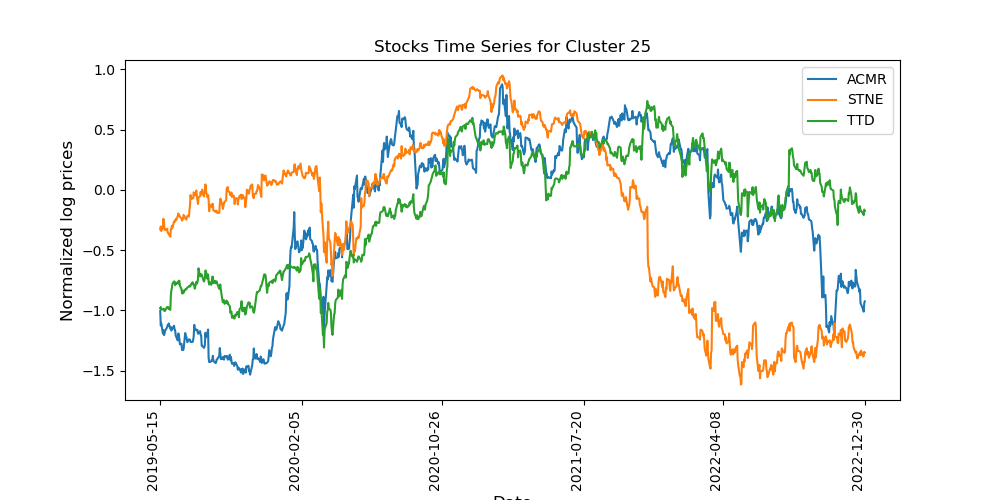 Stocks Time Series for Cluster 25
Normalized log prices
1.0
0.5
0.0
−0.5
−1.0
−1.5
ACMR
STNE
TTD
2019-05-15
2020-02-05
2020-10-26
2021-07-20
2022-04-08
2022-12-30
Date